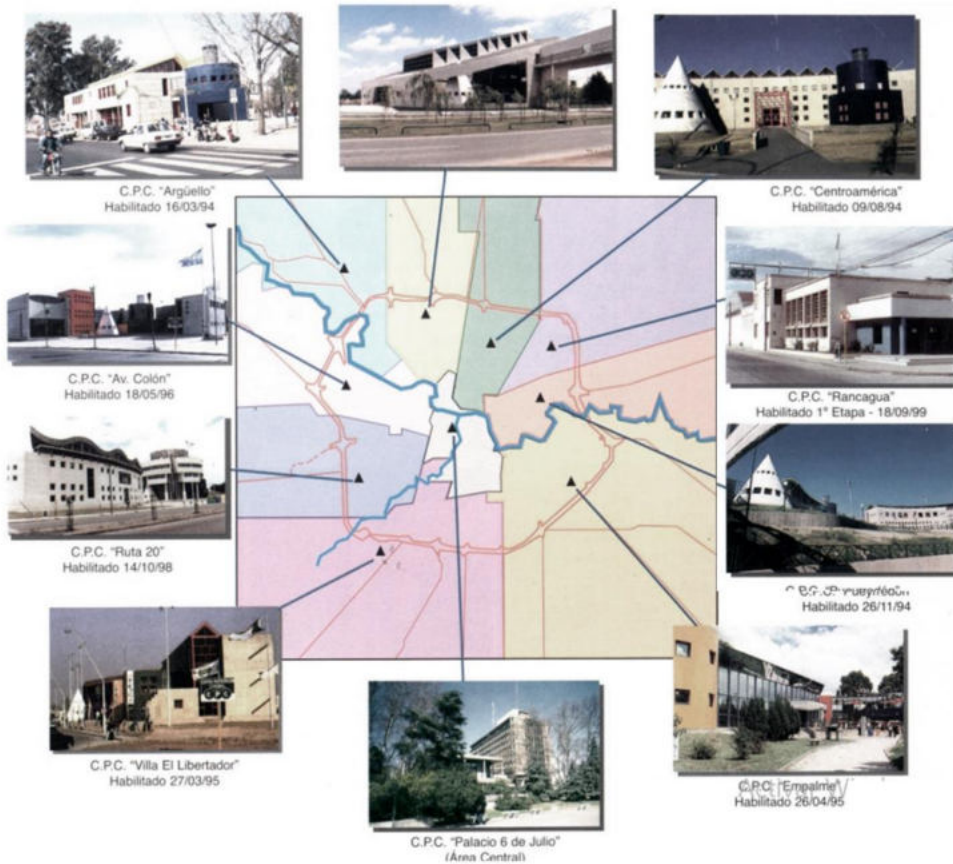 C.P.C. "Argüello"
Habilitado 16/03/94
C.P.C. "Centroamérica"
Habilitado 09/08/94
C.P.C. "Av. Colón"
Habilitado 18/05/96
C.P.C. "Rancagua"
Habilitado 1° Etapa - 18/09/99
C.P.C. "Ruta 20"
Habilitado 14/10/98
Habilitado 26/11/94
C.P.C. "Villa El Libertador"
Habilitado 27/03/95
C.P.C. "Empalme"
Habilitado 26/04/95
C.P.C. "Palacio 6 de Julio"
(Área Central)